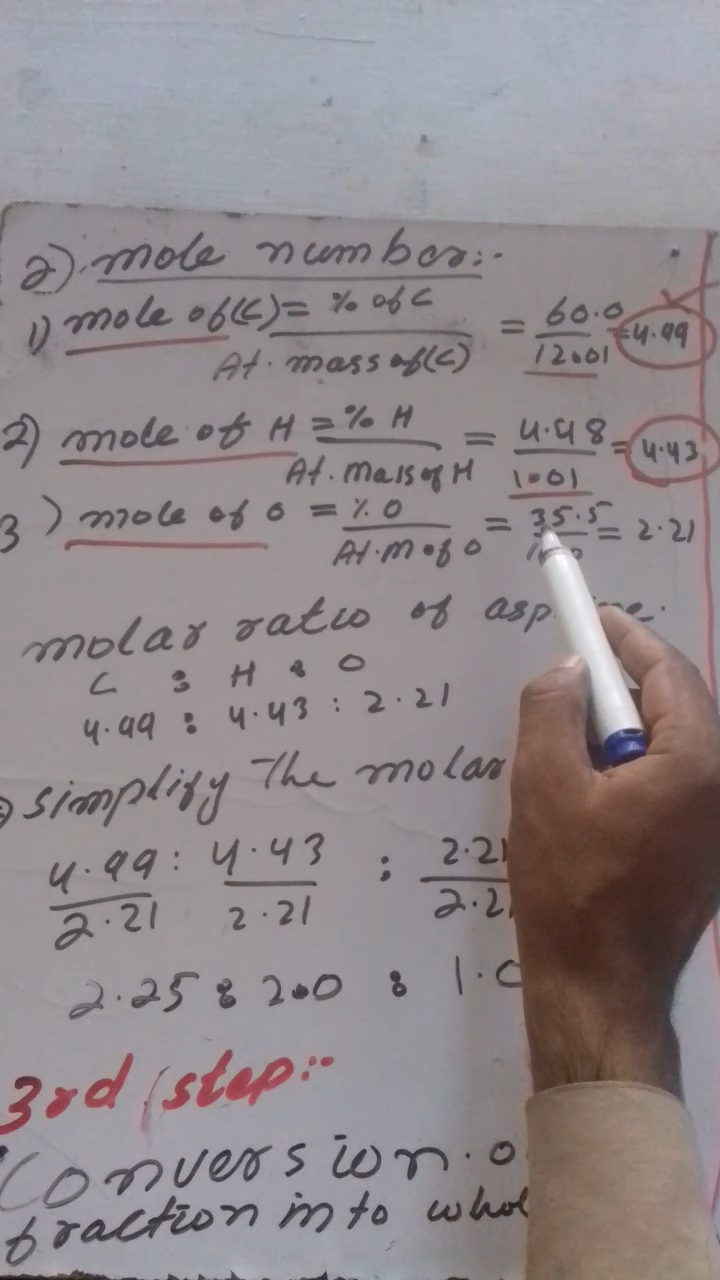 2) mole number:-
1) mole of (C) = % of C / At. mass of (C) = 60.0 / 12.01 = 4.99
2) mole of H = % H / At. Mass of H = 4.48 / 1.01 = 4.43
3) mole of O = % O / At. M of O = 35.5 = 2.21
molar ratio of
C : H : O
4.99 : 4.43 : 2.21
simplify The molar
4.99 / 2.21 : 4.43 / 2.21 : 2.21 / 2.21
2.25 : 2.0 : 1.0
3rd step:-
Conversion
fraction into